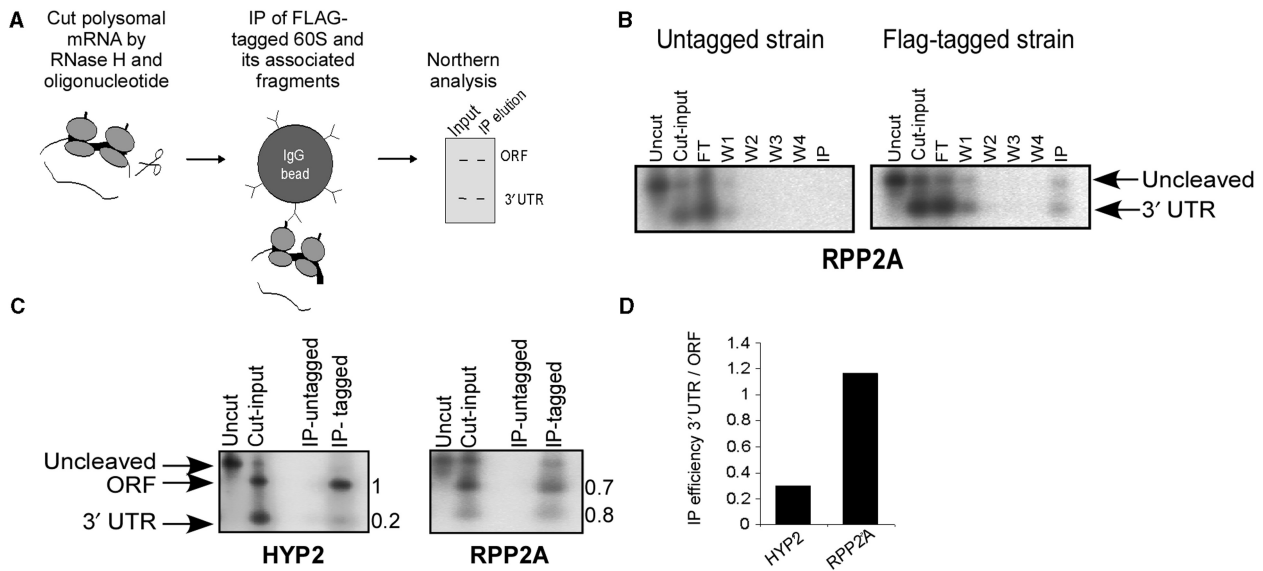 A
Cut polysomal
mRNA by
RNase H and
oligonucleotide
IP of FLAG-
tagged 60S and
its associated
fragments
Northern
analysis
IgG
bead
Input
IP elution
ORF
3′ UTR
B
Untagged strain
Flag-tagged strain
Uncut
Cut-input
FT
W1
W2
W3
W4
IP
Uncut
Cut-input
FT
W1
W2
W3
W4
IP
Uncleaved
3′ UTR
RPP2A
C
Uncut
Cut-input
IP-untagged
IP- tagged
Uncut
Cut-input
IP-untagged
IP-tagged
Uncleaved
ORF
3′ UTR
1
0.2
0.7
0.8
HYP2
RPP2A
D
IP efficiency 3′UTR / ORF
1.4
1.2
1
0.8
0.6
0.4
0.2
0
HYP2
RPP2A